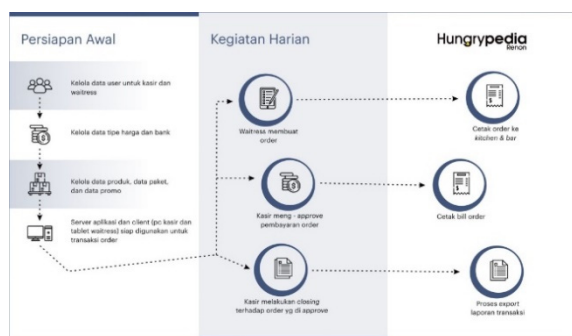 Persiapan Awal
Kelola data user untuk kasir dan
waitress
Kelola data tipe harga dan bank
Kelola data produk, data paket,
dan data promo
Server aplikasi dan client (pc kasir dan
tablet waitress) siap digunakan untuk
transaksi order
Kegiatan Harian
Waitress membuat
order
Kasir meng - approve
pembayaran order
Kasir melakukan closing
terhadap order yg di approve
Hungrypedia
Renon
Cetak order ke
kitchen & bar
Cetak bill order
Proses export
laporan transaksi